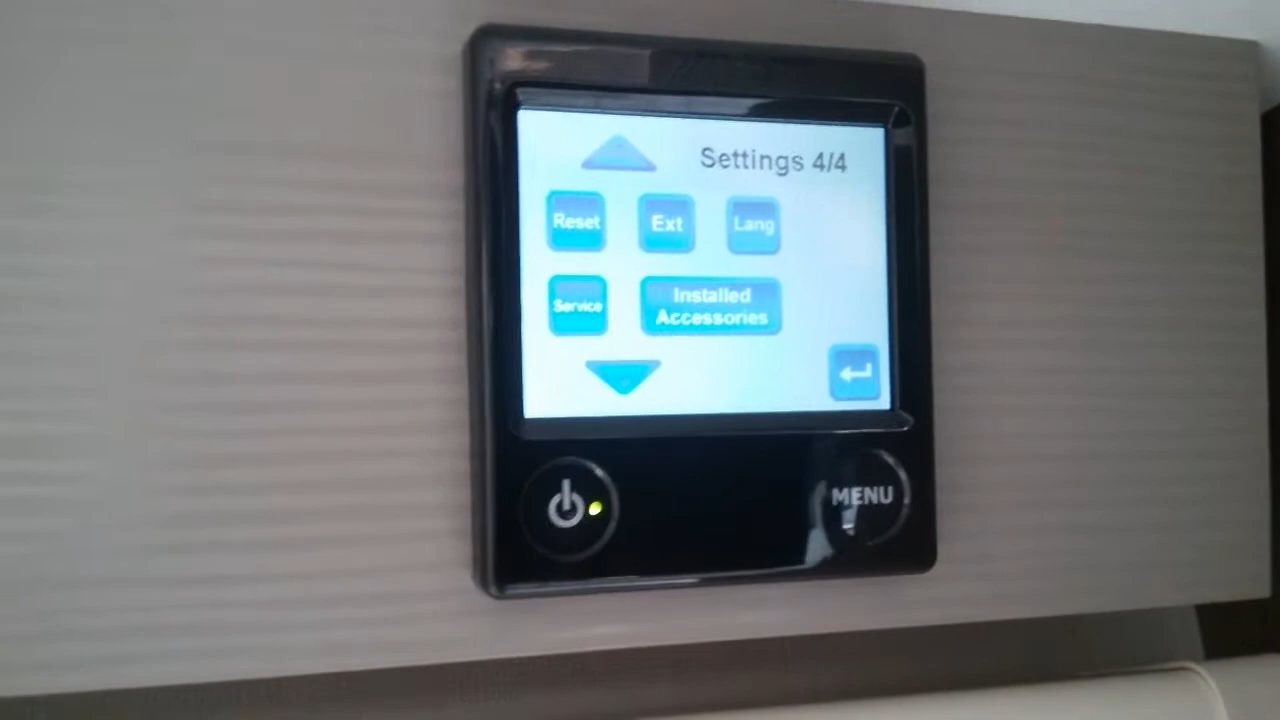 Settings 4/4
Reset
Ext
Lang
Service
Installed
Accessories
MENU